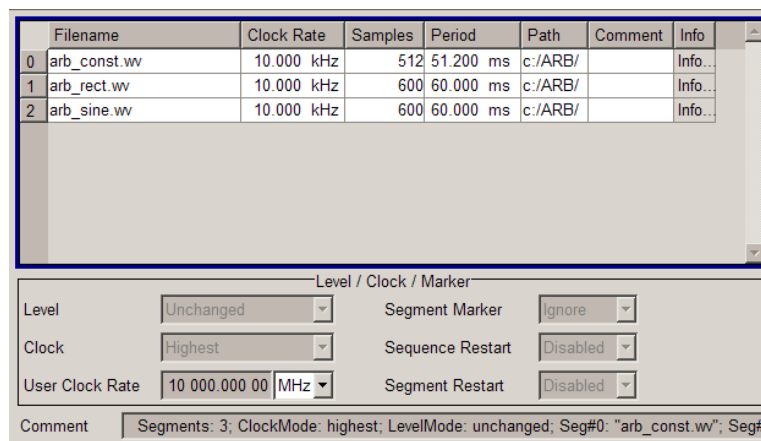 Filename Clock Rate Samples Period Path Comment Info
0 arb_const.wv 10.000 kHz 512 51.200 ms c:/ARB/ Info...
1 arb_rect.wv 10.000 kHz 600 60.000 ms c:/ARB/ Info...
2 arb_sine.wv 10.000 kHz 600 60.000 ms c:/ARB/ Info...
Level / Clock / Marker
Level Unchanged Segment Marker Ignore
Clock Highest Sequence Restart Disabled
User Clock Rate 10 000.000 00 MHz Segment Restart Disabled
Comment Segments: 3; ClockMode: highest; LevelMode: unchanged; Seg#0: "arb_const.wv"; Seg#